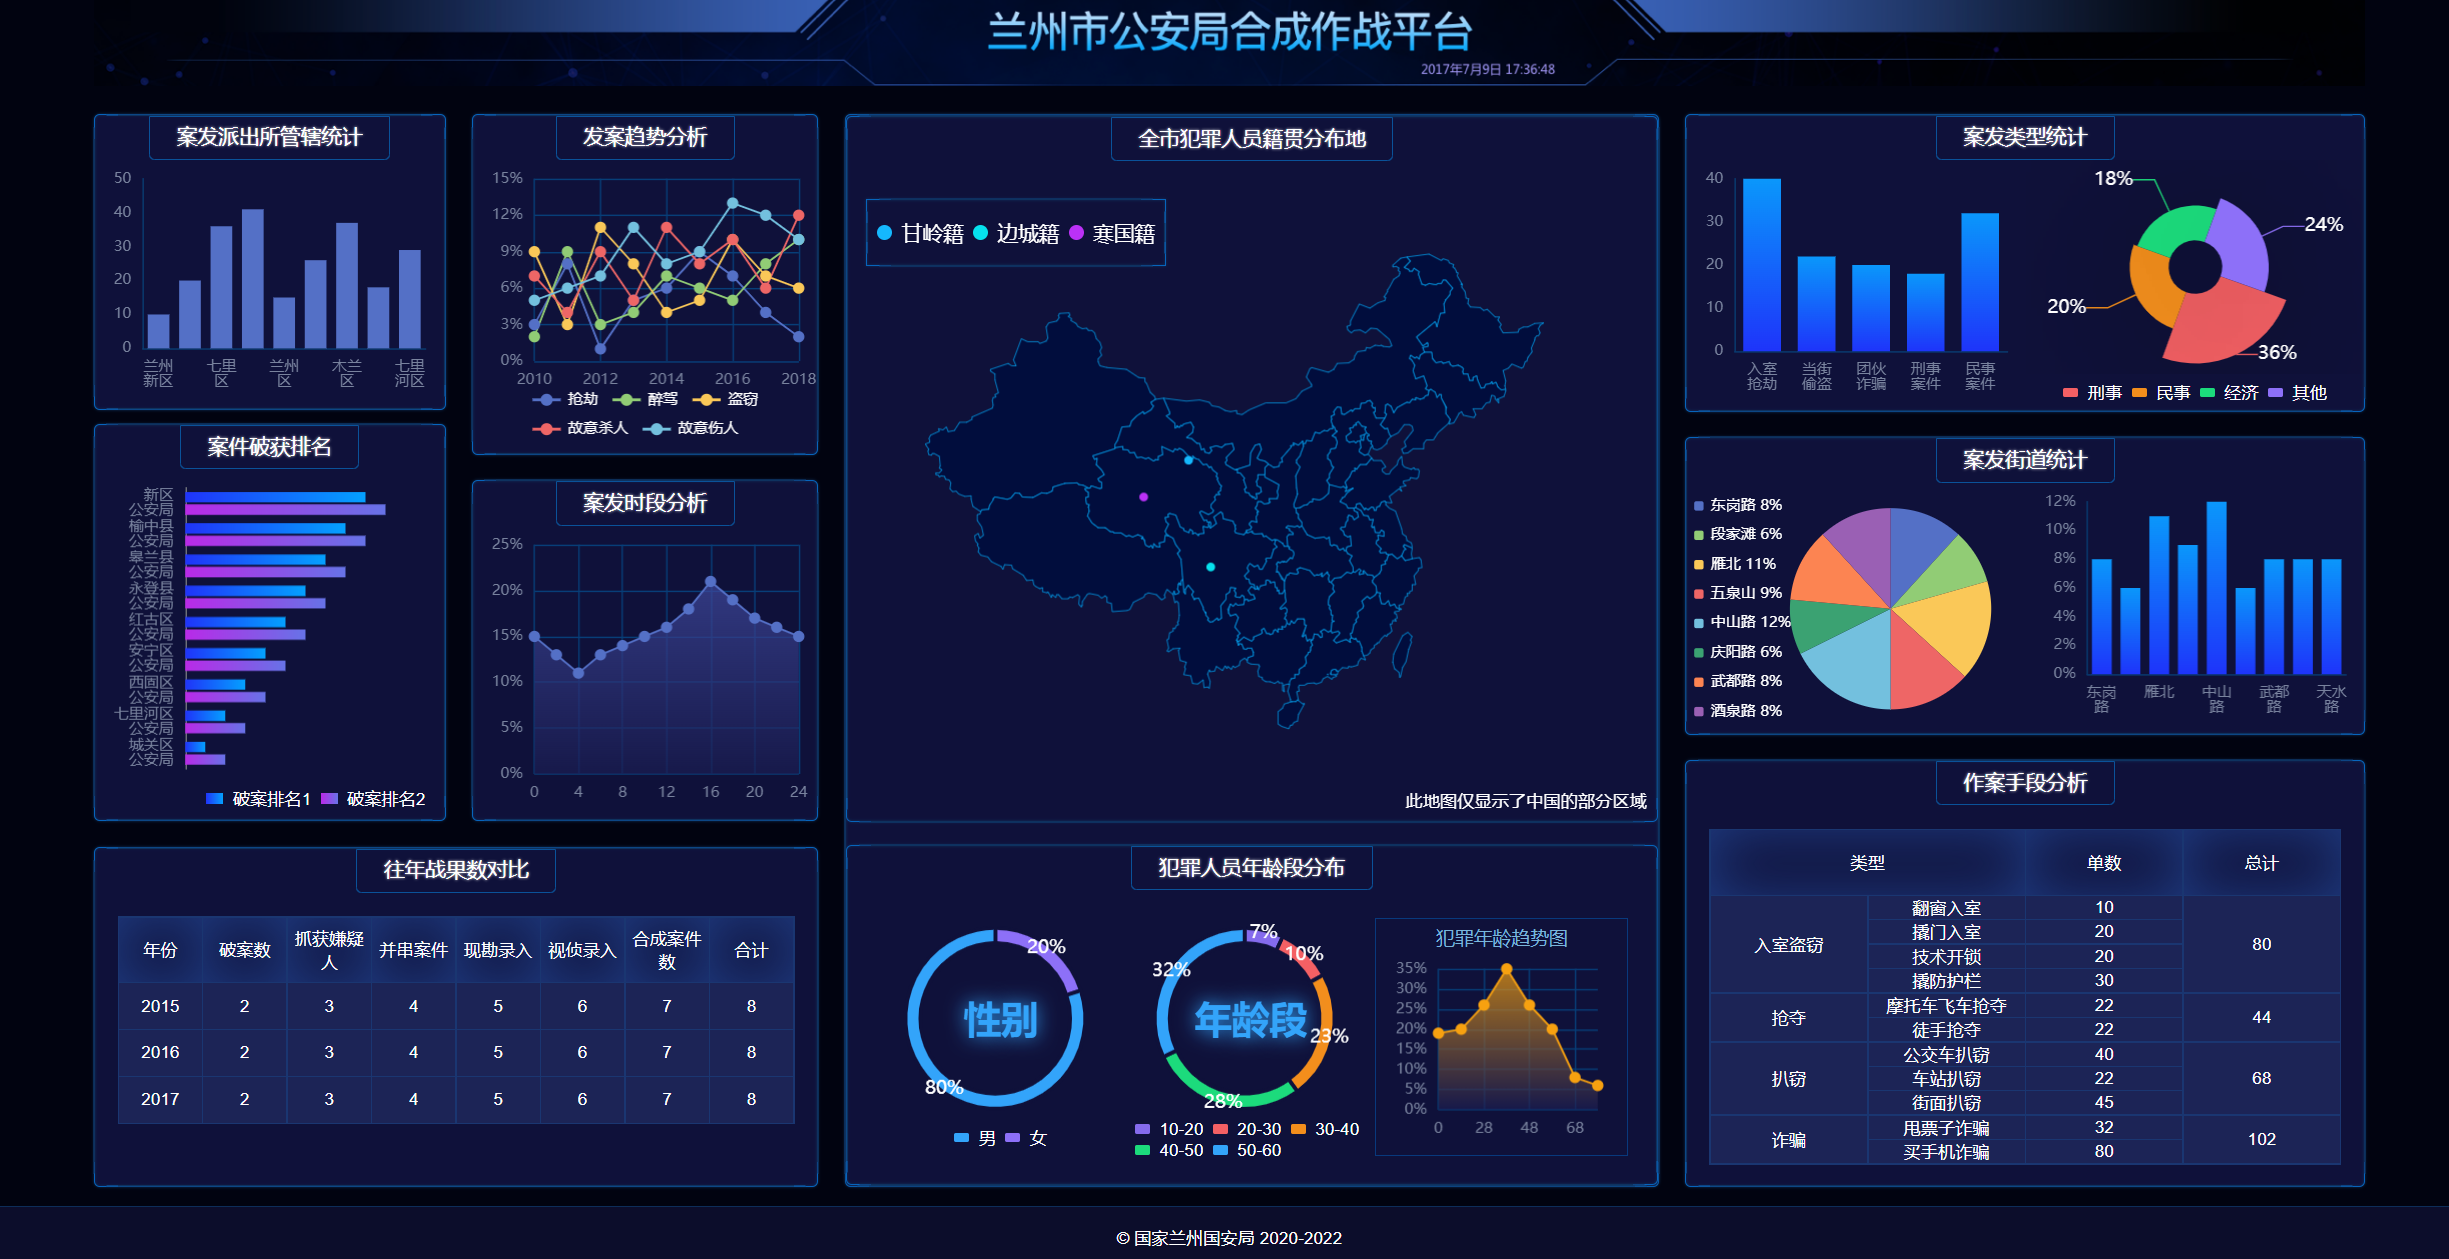 兰州市公安局合成作战平台
2017年7月9日 17:36:48
案发派出所管辖统计
50
40
30
20
10
0
兰州
新区
七里
区
兰州
区
木兰
区
七里
河区
发案趋势分析
15%
12%
9%
6%
3%
0%
2010 2012 2014 2016 2018
抢劫 醉驾 盗窃
故意杀人 故意伤人
案件破获排名
新区
公安局
榆中县
公安局
皋兰县
公安局
永登县
公安局
红古区
公安局
安宁区
公安局
西固区
公安局
七里河区
公安局
城关区
公安局
破案排名1 破案排名2
案发时段分析
25%
20%
15%
10%
5%
0%
0 4 8 12 16 20 24
往年战果数对比
年份 破案数 抓获嫌疑人 并串案件 现勘录入 视侦录入 合成案件数 合计
2015 2 3 4 5 6 7 8
2016 2 3 4 5 6 7 8
2017 2 3 4 5 6 7 8
全市犯罪人员籍贯分布地
甘岭籍 边城籍 寒国籍
此地图仅显示了中国的部分区域
犯罪人员年龄段分布
20%
性别
80%
男 女
7%
10%
32%
年龄段
23%
28%
10-20 20-30 30-40
40-50 50-60
犯罪年龄趋势图
35%
30%
25%
20%
15%
10%
5%
0%
0 28 48 68
案发类型统计
40
30
20
10
0
入室
抢劫
当街
偷盗
团伙
诈骗
刑事
案件
民事
案件
18%
24%
20%
36%
刑事 民事 经济 其他
案发街道统计
东岗路 8%
段家滩 6%
雁北 11%
五泉山 9%
中山路 12%
庆阳路 6%
武都路 8%
酒泉路 8%
12%
10%
8%
6%
4%
2%
0%
东岗
路
雁北
中山
路
武都
路
天水
路
作案手段分析
类型 单数 总计
入室盗窃 翻窗入室 10 80
撬门入室 20
技术开锁 20
撬防护栏 30
抢夺 摩托车飞车抢夺 22 44
徒手抢夺 22
扒窃 公交车扒窃 40 68
车站扒窃 22
街面扒窃 45
诈骗 甩票子诈骗 32 102
买手机诈骗 80
© 国家兰州国安局 2020-2022